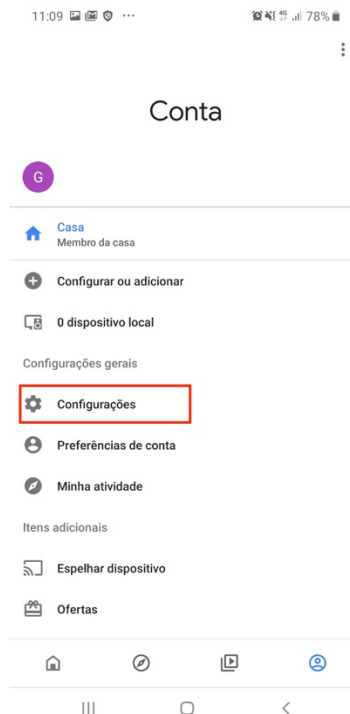 11:09 78%
Conta
G
Casa
Membro da casa
Configurar ou adicionar
0 dispositivo local
Configurações gerais
Configurações
Preferências de conta
Minha atividade
Itens adicionais
Espelhar dispositivo
Ofertas